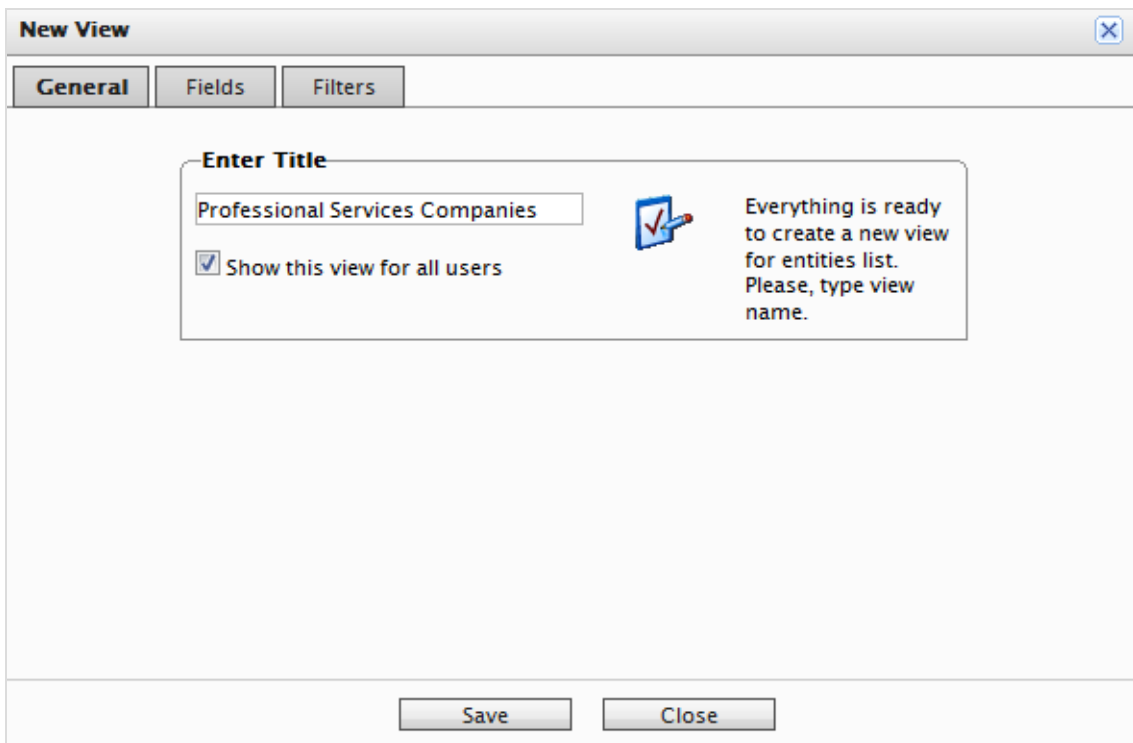 New View
General
Fields
Filters
Enter Title
Professional Services Companies
Show this view for all users
Everything is ready
to create a new view
for entities list.
Please, type view
name.
Save
Close